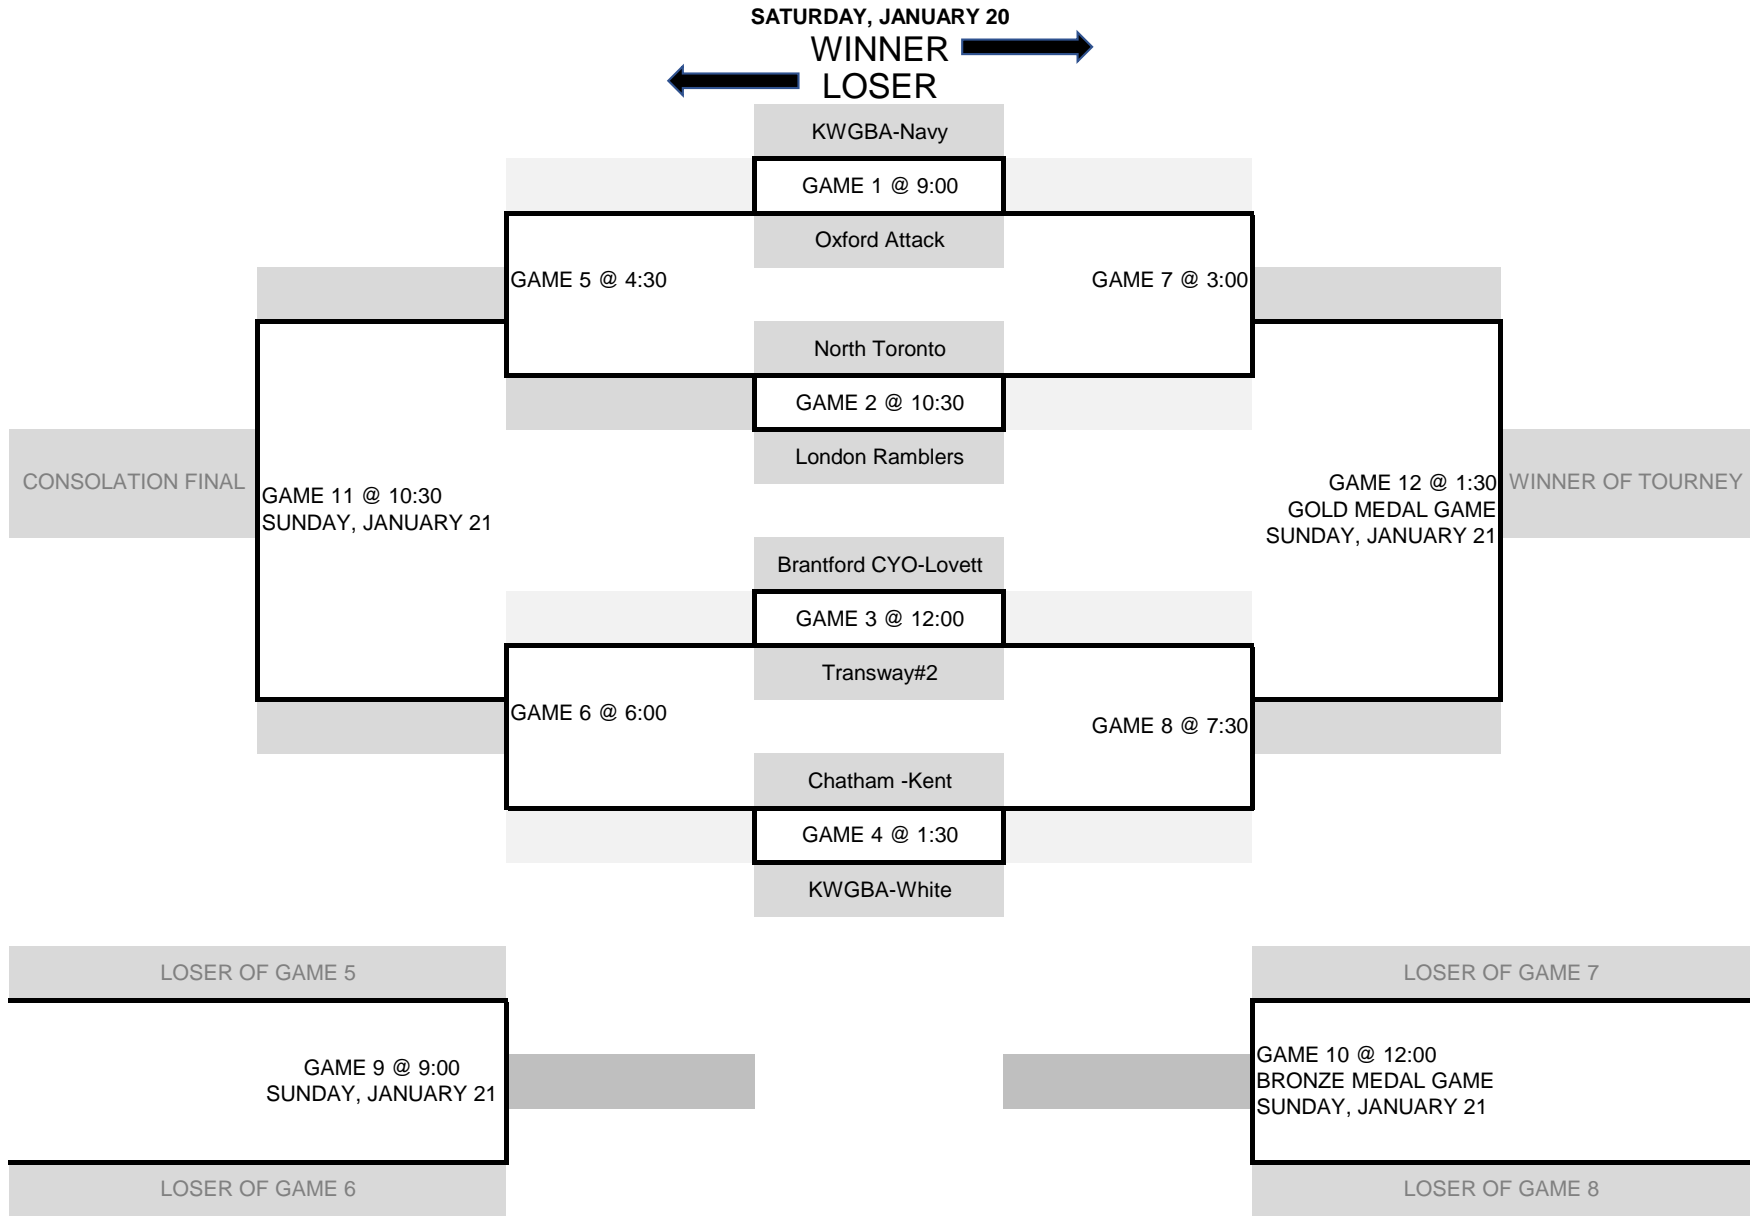 SATURDAY, JANUARY 20
WINNER
LOSER
KWGBA-Navy
GAME 1 @ 9:00
Oxford Attack
GAME 5 @ 4:30
GAME 7 @ 3:00
North Toronto
GAME 2 @ 10:30
London Ramblers
CONSOLATION FINAL
GAME 11 @ 10:30
SUNDAY, JANUARY 21
GAME 12 @ 1:30
GOLD MEDAL GAME
SUNDAY, JANUARY 21
WINNER OF TOURNEY
Brantford CYO-Lovett
GAME 3 @ 12:00
Transway#2
GAME 6 @ 6:00
GAME 8 @ 7:30
Chatham -Kent
GAME 4 @ 1:30
KWGBA-White
LOSER OF GAME 5
LOSER OF GAME 7
GAME 9 @ 9:00
SUNDAY, JANUARY 21
GAME 10 @ 12:00
BRONZE MEDAL GAME
SUNDAY, JANUARY 21
LOSER OF GAME 6
LOSER OF GAME 8